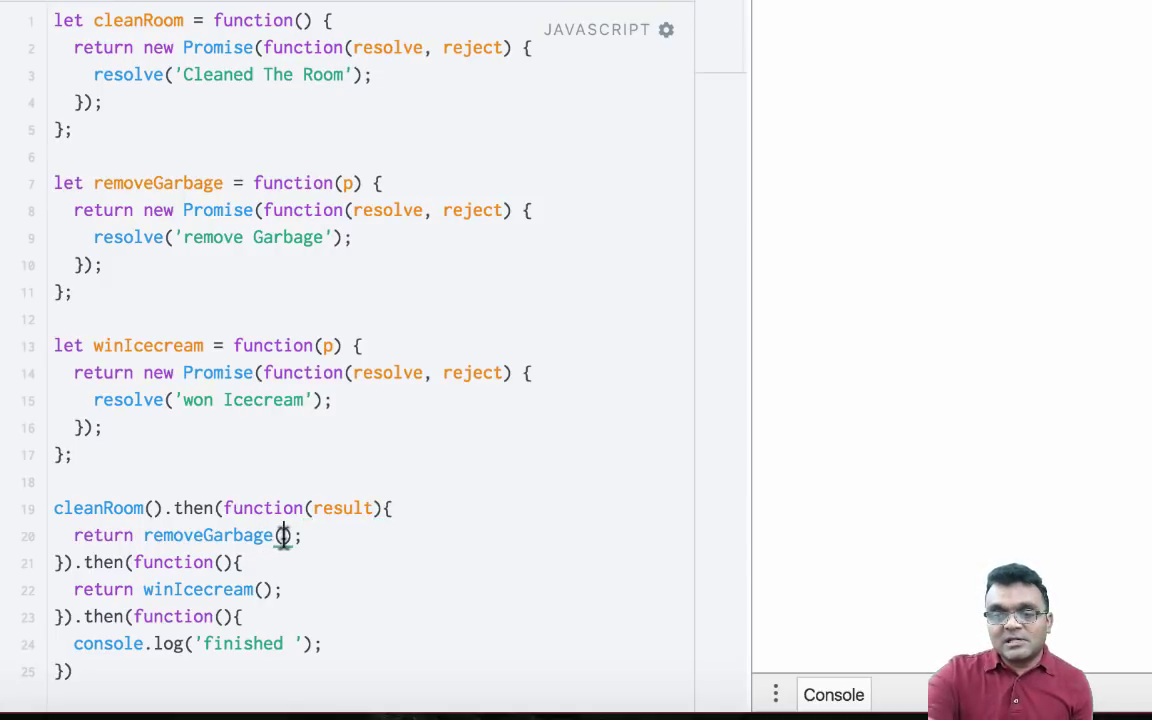 JAVASCRIPT
1 let cleanRoom = function() {
2 return new Promise(function(resolve, reject) {
3 resolve('Cleaned The Room');
4 });
5 };
6
7 let removeGarbage = function(p) {
8 return new Promise(function(resolve, reject) {
9 resolve('remove Garbage');
10 });
11 };
12
13 let winIcecream = function(p) {
14 return new Promise(function(resolve, reject) {
15 resolve('won Icecream');
16 });
17 };
18
19 cleanRoom().then(function(result){
20 return removeGarbage();
21 }).then(function(){
22 return winIcecream();
23 }).then(function(){
24 console.log('finished ');
25 })
Console